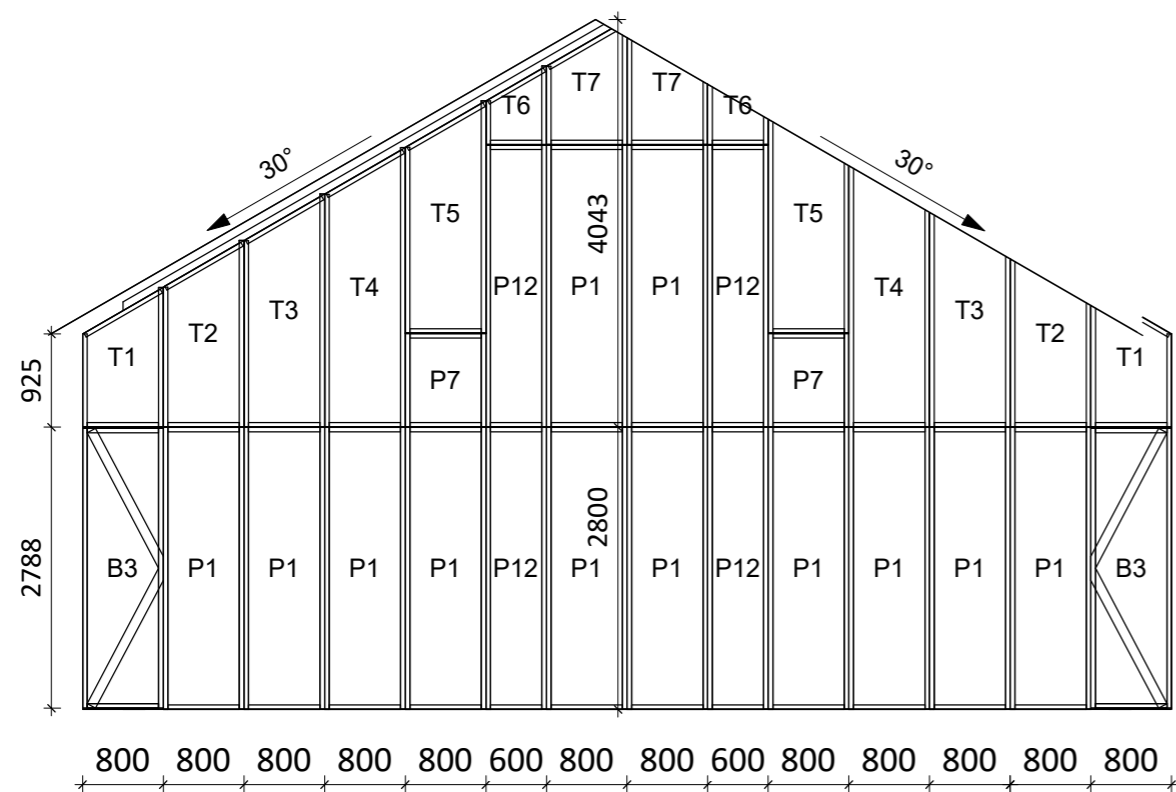 T7 T7
T6 T6
30° 30°
T5 4043 T5
P12 P1 P1 P12
T4 T4
T3 T3
T2 T2
T1 T1
925
P7 P7
2800
2788
B3 P1 P1 P1 P1 P12 P1 P1 P12 P1 P1 P1 P1 B3
800 800 800 800 800 600 800 800 600 800 800 800 800 800